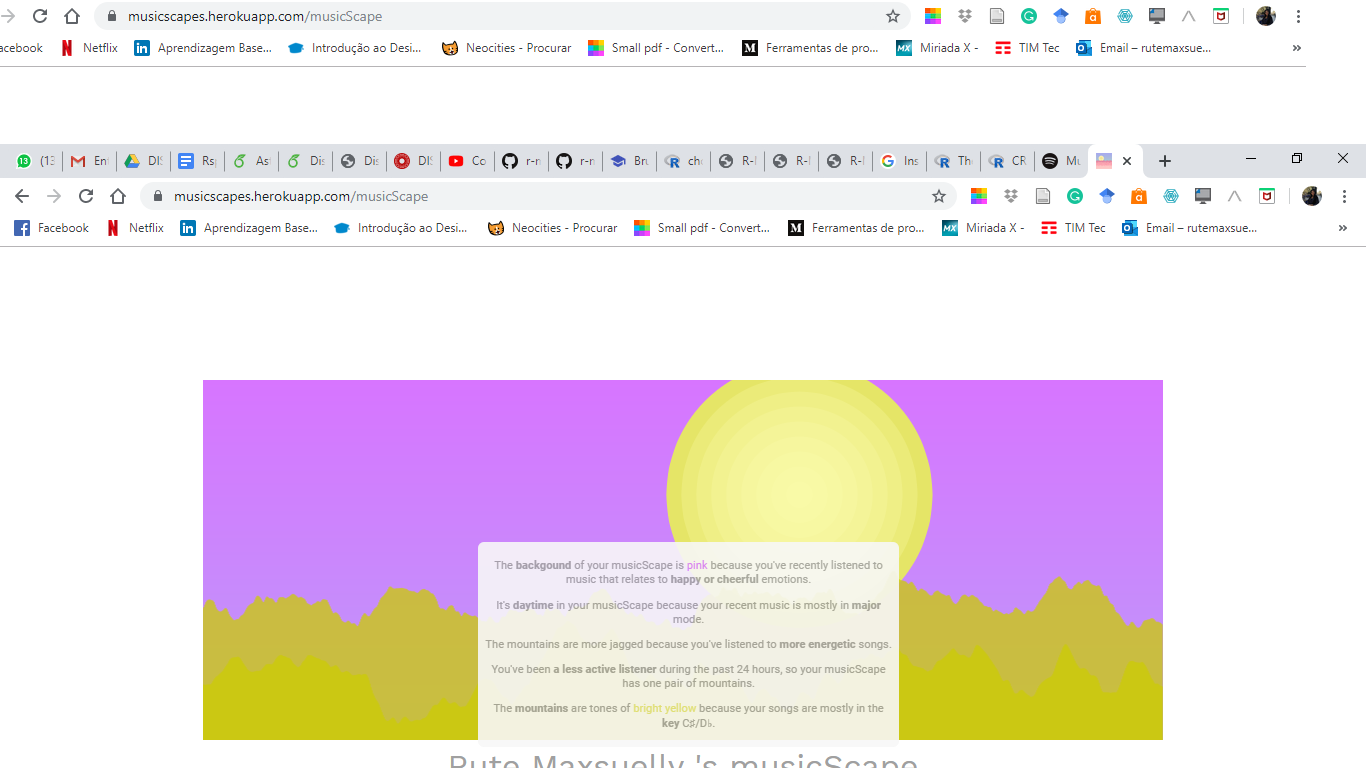 musicscapes.herokuapp.com/musicScape
acebook Netflix Aprendizagem Base... Introdução ao Desi... Neocities - Procurar Small pdf - Convert... Ferramentas de pro... Miriada X - TIM Tec Email – rutemaxsue... »
(13 Em DIS Rs As Dis Dis DIS Co r-n r-n Bru ch R-I R-I R-I Ins Th CR Mu
musicscapes.herokuapp.com/musicScape
Facebook Netflix Aprendizagem Base... Introdução ao Desi... Neocities - Procurar Small pdf - Convert... Ferramentas de pro... Miriada X - TIM Tec Email – rutemaxsue... »
The backgound of your musicScape is pink because you've recently listened to
music that relates to happy or cheerful emotions.
It's daytime in your musicScape because your recent music is mostly in major
mode.
The mountains are more jagged because you've listened to more energetic songs.
You've been a less active listener during the past 24 hours, so your musicScape
has one pair of mountains.
The mountains are tones of bright yellow because your songs are mostly in the
key C♯/D♭.
Rute Maxsuelly 's musicScape